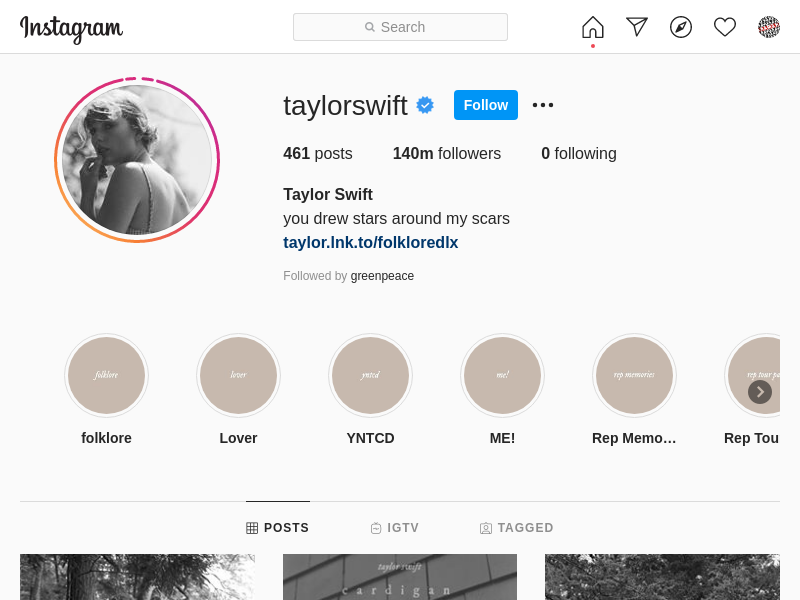 Instagram
Search
taylorswift
Follow
461 posts 140m followers 0 following
Taylor Swift
you drew stars around my scars
taylor.lnk.to/folkloredlx
Followed by greenpeace
folklore lover yntcd me! rep memories rep tour po
folklore Lover YNTCD ME! Rep Memo… Rep Tou
POSTS IGTV TAGGED
taylor swift
cardigan